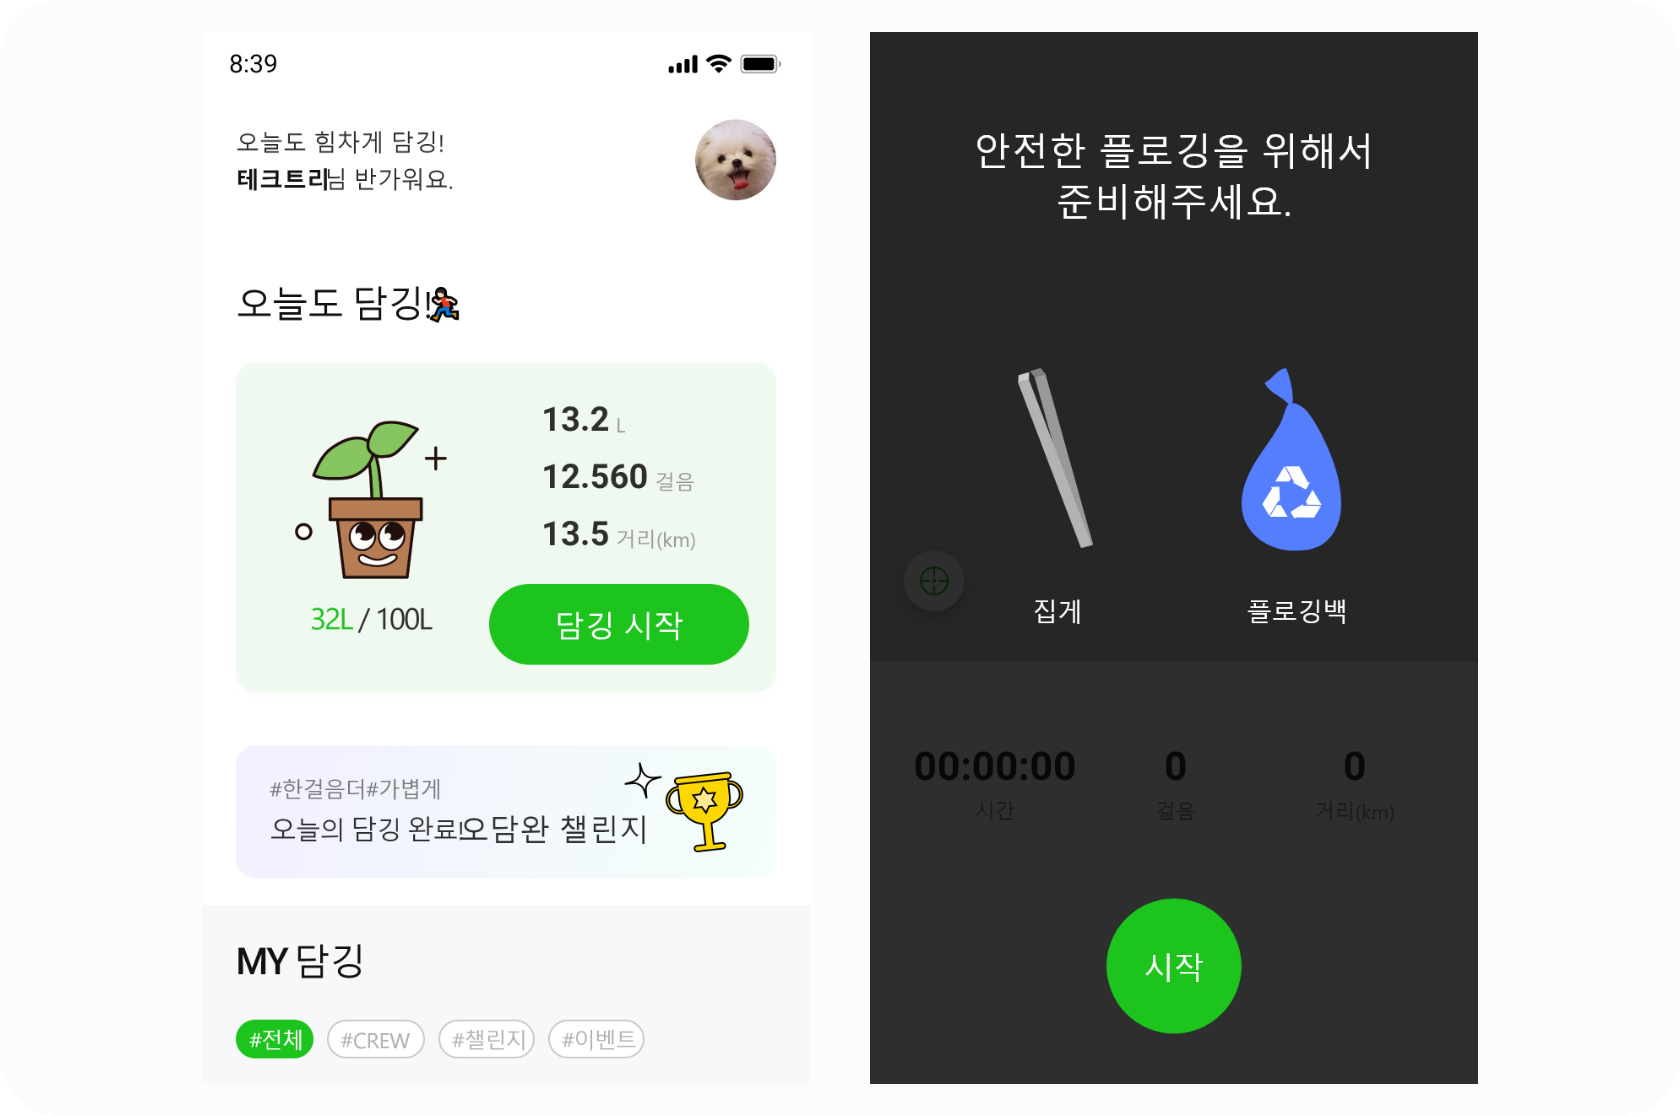 8:39
오늘도 힘차게 담깅!
테크트리님 반가워요.
오늘도 담깅!
13.2 L
12.560 걸음
13.5 거리(km)
32L / 100L
담깅 시작
#한걸음더#가볍게
오늘의 담깅 완료!오담완 챌린지
MY 담깅
#전체 #CREW #챌린지 #이벤트
안전한 플로깅을 위해서
준비해주세요.
집게 플로깅백
00:00:00 0 0
시간 걸음 거리(km)
시작